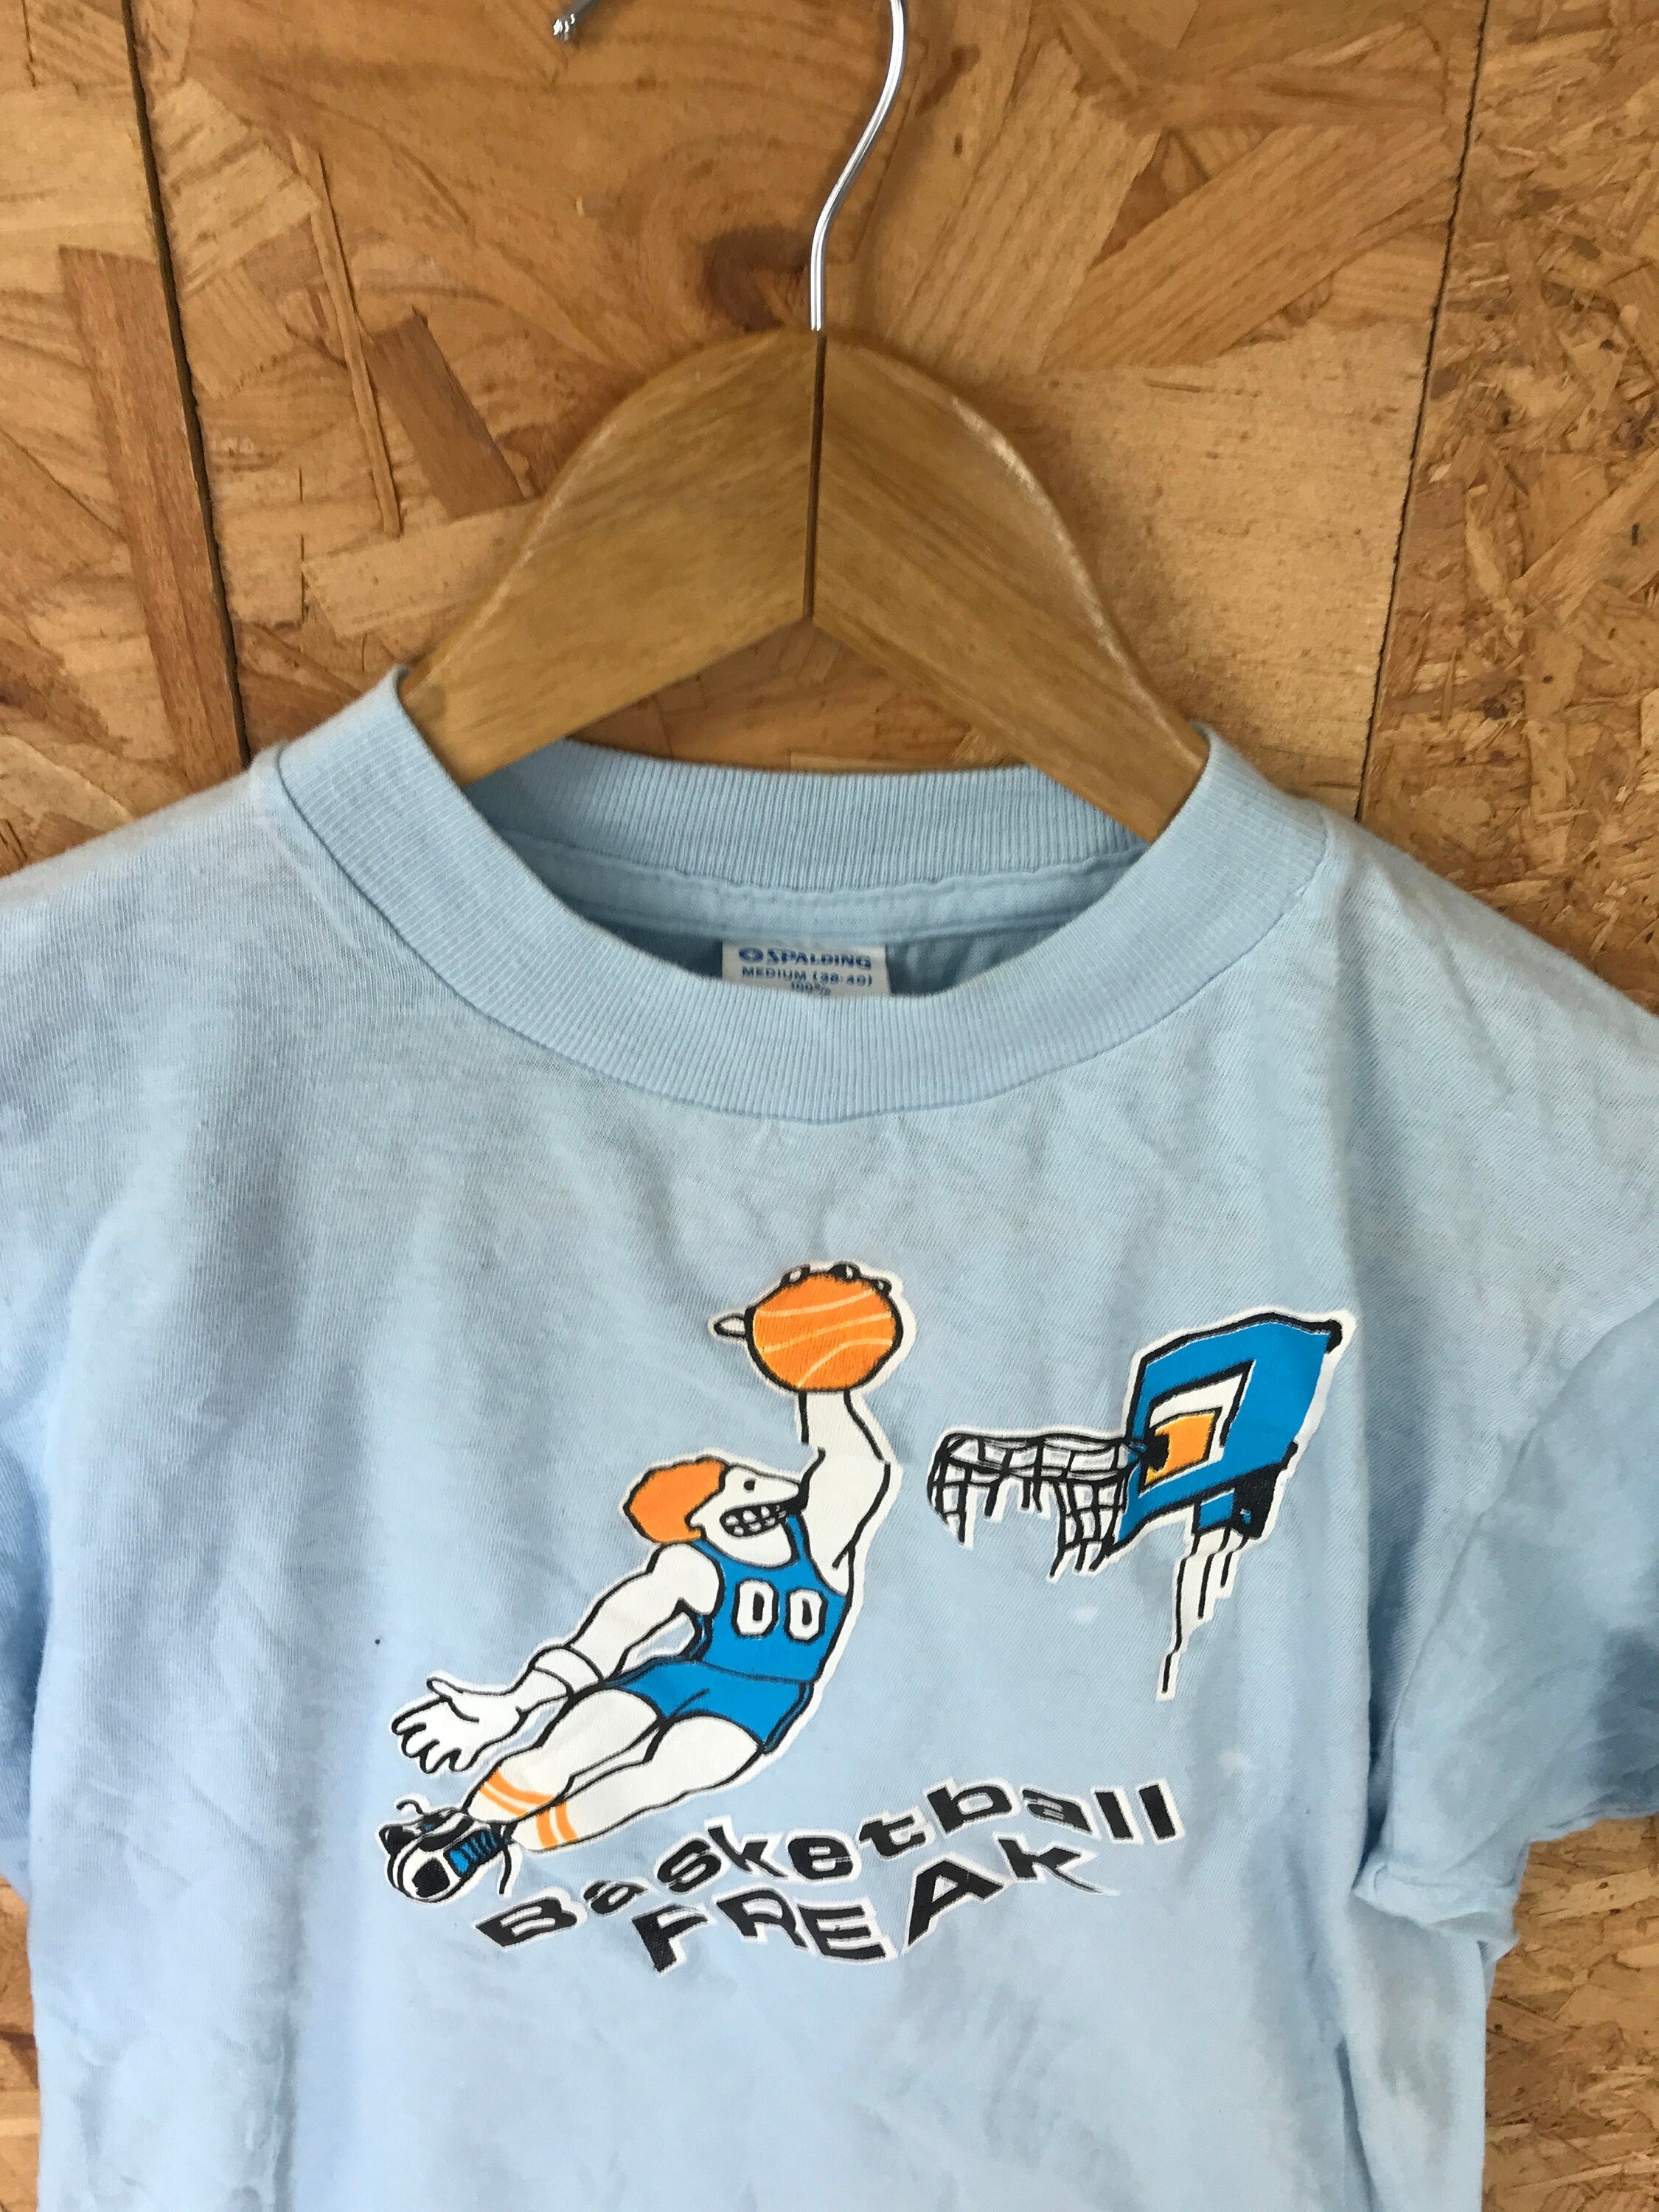 SPALDING
MEDIUM (38-40)
100%
00
Basketball
FREAK